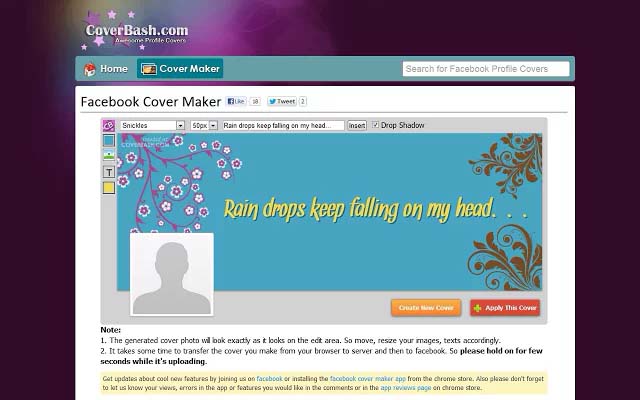 CoverBash.com
Awesome Profile Covers
Home
Cover Maker
Search for Facebook Profile Covers
Facebook Cover Maker
Like 18
Tweet 2
Snickles
50px
Rain drops keep falling on my head...
Insert
Drop Shadow
created at
COVERBASH.COM
T
Rain drops keep falling on my head. . .
Create New Cover
Apply This Cover
Note:
1. The generated cover photo will look exactly as it looks on the edit area. So move, resize your images, texts accordingly.
2. It takes some time to transfer the cover you make from your browser to server and then to facebook. So please hold on for few
seconds while it's uploading.
Get updates about cool new features by joining us on facebook or installing the facebook cover maker app from the chrome store. Also please don't forget
to let us know your views, errors in the app or features you would like in the comments or in the app reviews page on chrome store.